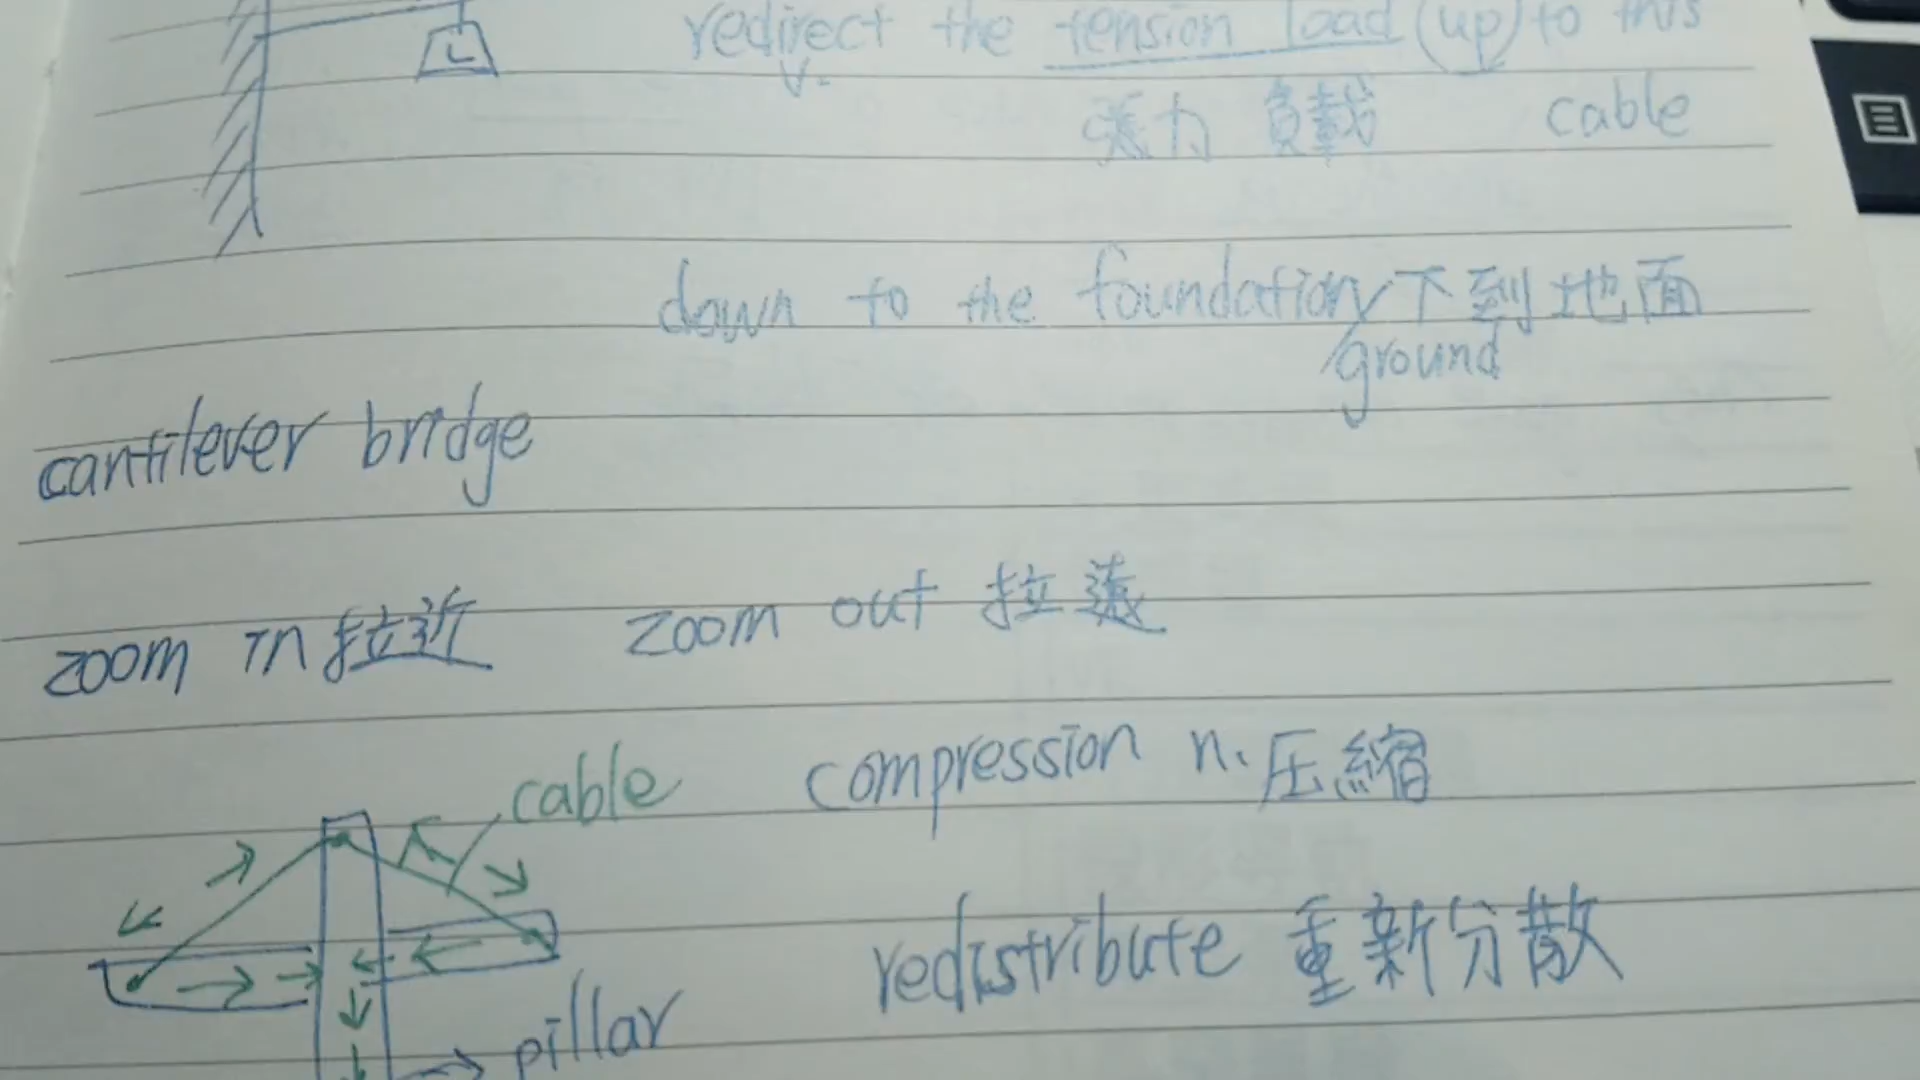 L
redirect the tension load (up) to this
v.
張力 負載 cable
down to the foundation/下到地面
/ground
cantilever bridge
zoom in 拉近 zoom out 拉遠
cable compression n. 压縮
redistribute 重新分散
pillar